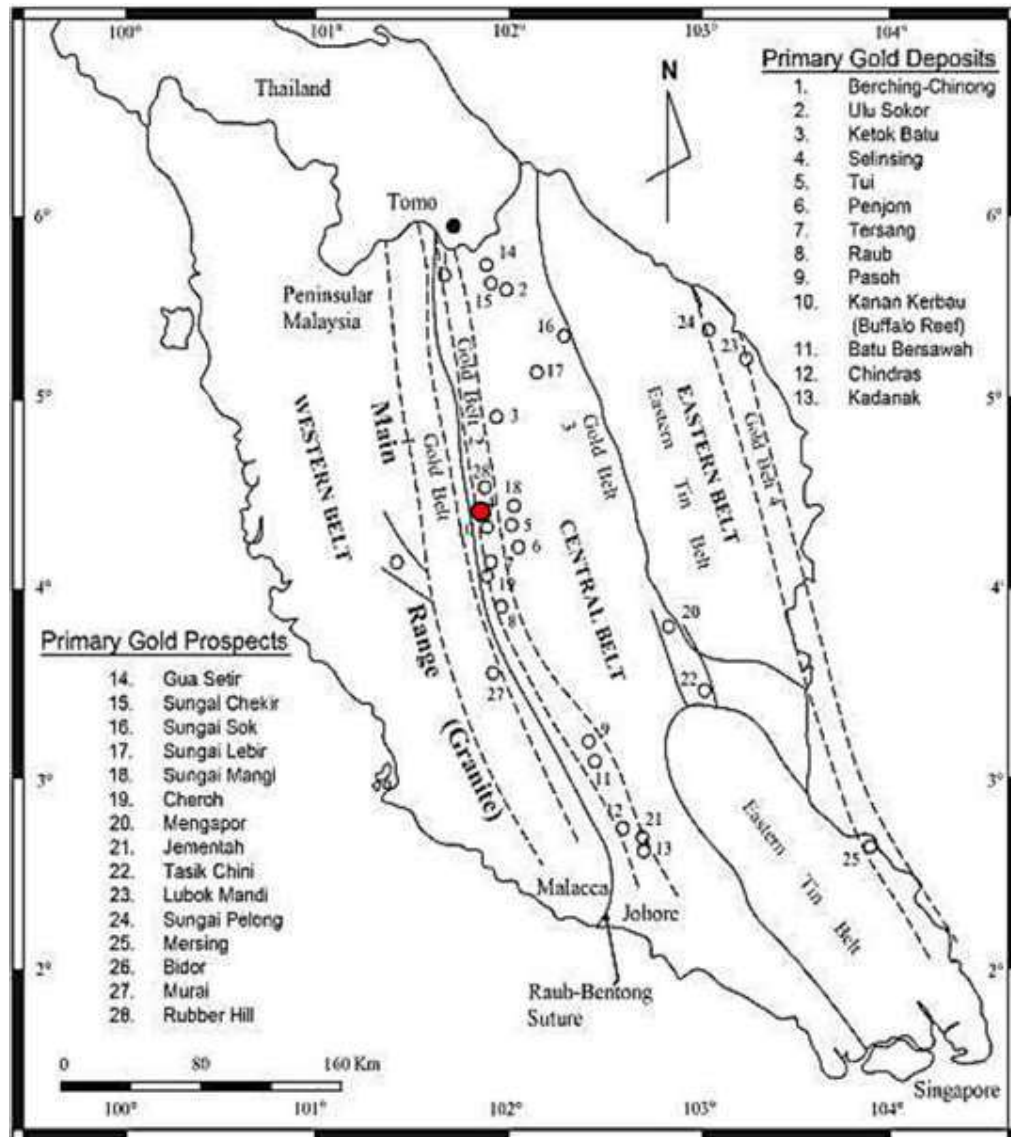 100° 101° 102° 103° 104°
Thailand
N
Primary Gold Deposits
1. Berching-Chinong
2. Ulu Sokor
3. Ketok Batu
4. Selinsing
5. Tui
6. Penjom
7. Tersang
8. Raub
9. Pasoh
10. Kanan Kerbau
(Buffalo Reef)
11. Batu Bersawah
12. Chindras
13. Kadanak
Tomo
6°
6°
14
15
2
Peninsular
Malaysia
16
17
24
23
5°
5°
3
WESTERN BELT
Main
Range
(Granite)
Gold Belt
Gold Belt 2
Gold Belt 3
CENTRAL BELT
EASTERN BELT
Eastern Tin Belt
Gold Belt 4
28
18
5
6
19
8
27
4°
4°
20
22
9
11
12
21
13
3°
3°
Eastern Tin Belt
25
Malacca
Johore
Raub-Bentong
Suture
2°
2°
Singapore
Primary Gold Prospects
14. Gua Setir
15. Sungal Chekir
16. Sungai Sok
17. Sungai Lebir
18. Sungai Mangl
19. Cheroh
20. Mengapor
21. Jementah
22. Tasik Chini
23. Lubok Mandi
24. Sungai Pelong
25. Mersing
26. Bidor
27. Murai
28. Rubber Hill
0 80 160 Km
100° 101° 102° 103° 104°